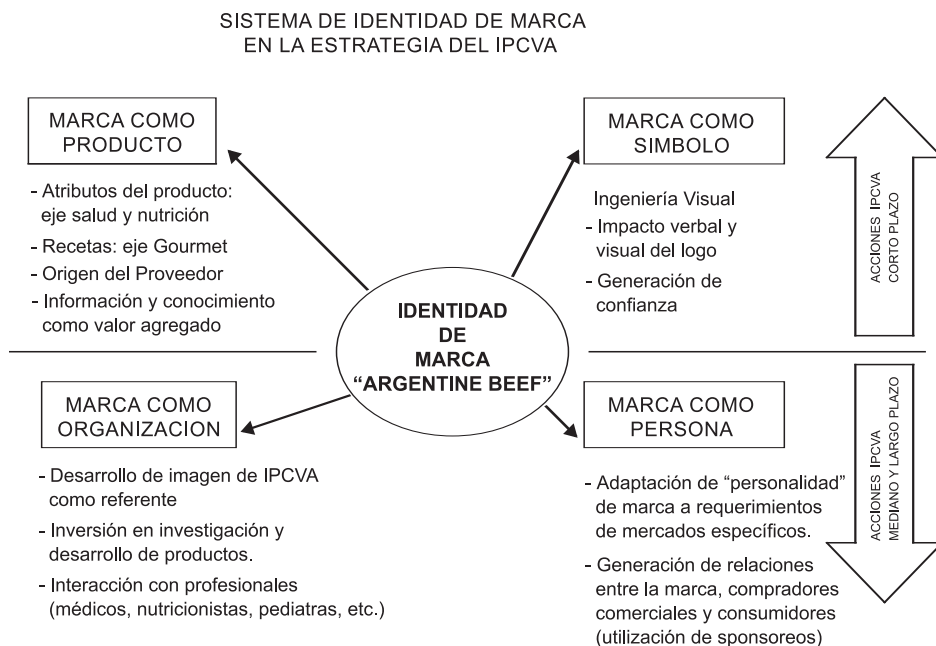 SISTEMA DE IDENTIDAD DE MARCA
EN LA ESTRATEGIA DEL IPCVA
MARCA COMO
PRODUCTO
- Atributos del producto:
eje salud y nutrición
- Recetas: eje Gourmet
- Origen del Proveedor
- Información y conocimiento
como valor agregado
MARCA COMO
SIMBOLO
Ingeniería Visual
- Impacto verbal y
visual del logo
- Generación de
confianza
ACCIONES IPCVA
CORTO PLAZO
IDENTIDAD
DE
MARCA
“ARGENTINE BEEF”
MARCA COMO
ORGANIZACION
- Desarrollo de imagen de IPCVA
como referente
- Inversión en investigación y
desarrollo de productos.
- Interacción con profesionales
(médicos, nutricionistas, pediatras, etc.)
MARCA COMO
PERSONA
- Adaptación de “personalidad”
de marca a requerimientos
de mercados específicos.
- Generación de relaciones
entre la marca, compradores
comerciales y consumidores
(utilización de sponsoreos)
ACCIONES IPCVA
MEDIANO Y LARGO PLAZO